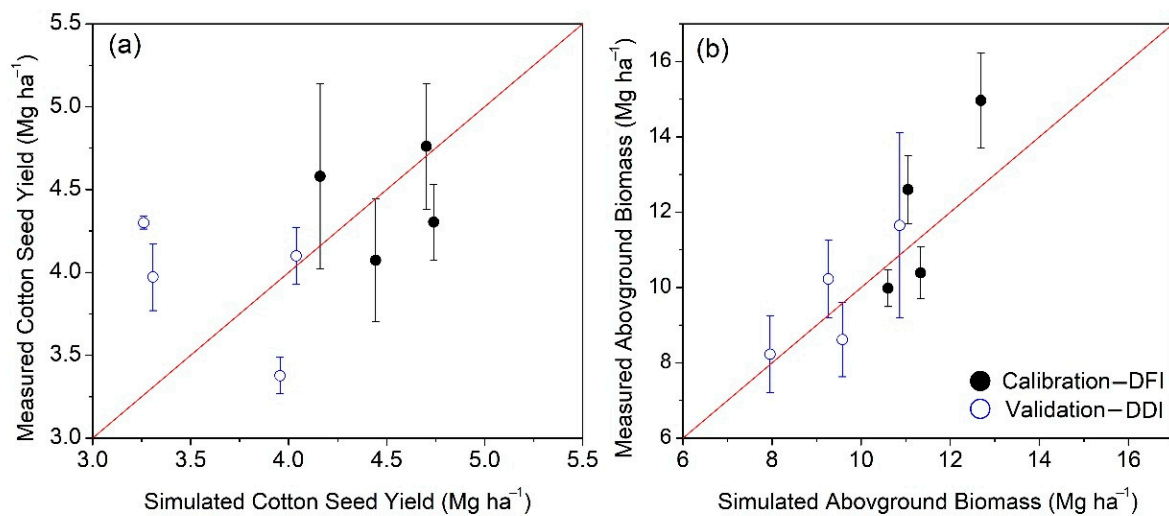 (a)
Measured Cotton Seed Yield (Mg ha⁻¹)
5.5
5.0
4.5
4.0
3.5
3.0
3.0 3.5 4.0 4.5 5.0 5.5
Simulated Cotton Seed Yield (Mg ha⁻¹)
(b)
Measured Abovground Biomass (Mg ha⁻¹)
16
14
12
10
8
6
Calibration–DFI
Validation–DDI
6 8 10 12 14 16
Simulated Abovground Biomass (Mg ha⁻¹)